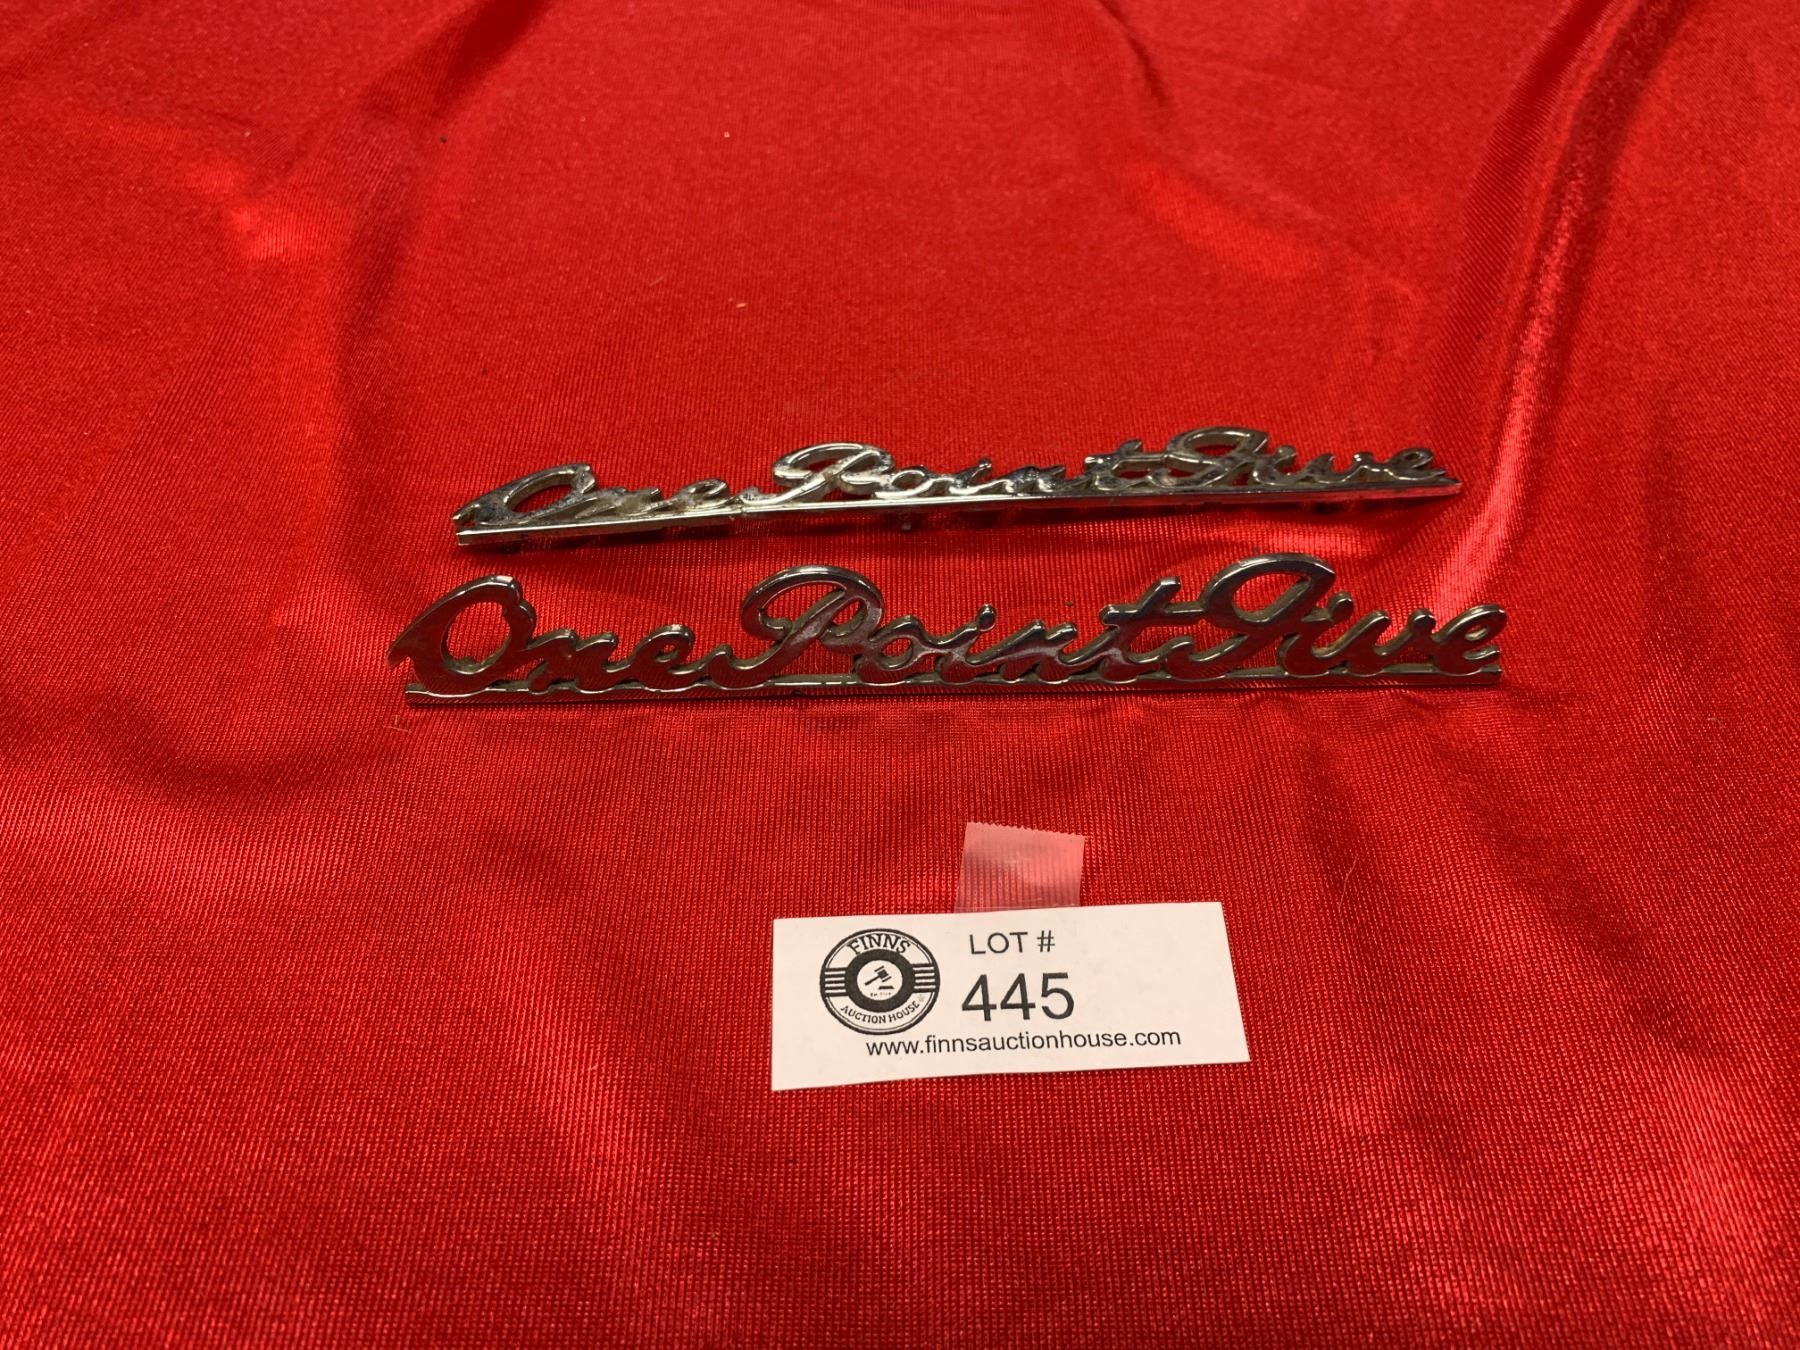 One Point Five
One Point Five
LOT #
FINNS
445
AUCTION HOUSE
www.finnsauctionhouse.com